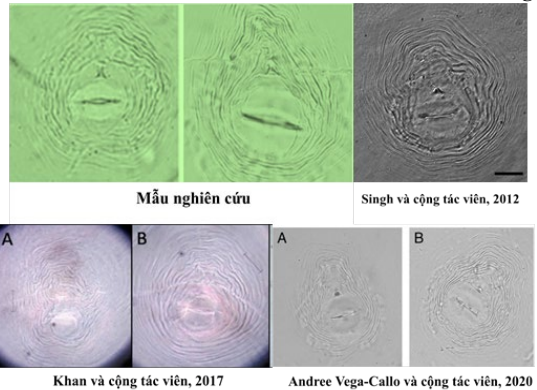 Mẫu nghiên cứu
Singh và cộng tác viên, 2012
A
B
A
B
Khan và cộng tác viên, 2017
Andree Vega-Callo và cộng tác viên, 2020